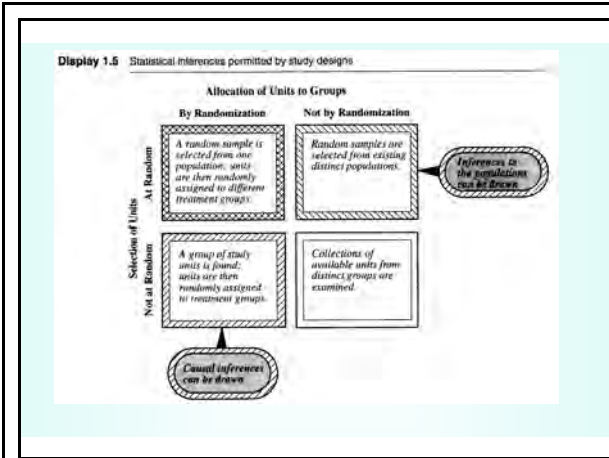 Display 1.5 Statistical inferences permitted by study designs
Allocation of Units to Groups
By Randomization
Not by Randomization
Selection of Units
At Random
A random sample is
selected from one
population; units
are then randomly
assigned to different
treatment groups.
Random samples are
selected from existing
distinct populations.
Inferences to
the populations
can be drawn
Not at Random
A group of study
units is found;
units are then
randomly assigned
to treatment groups.
Collections of
available units from
distinct groups are
examined.
Causal inferences
can be drawn